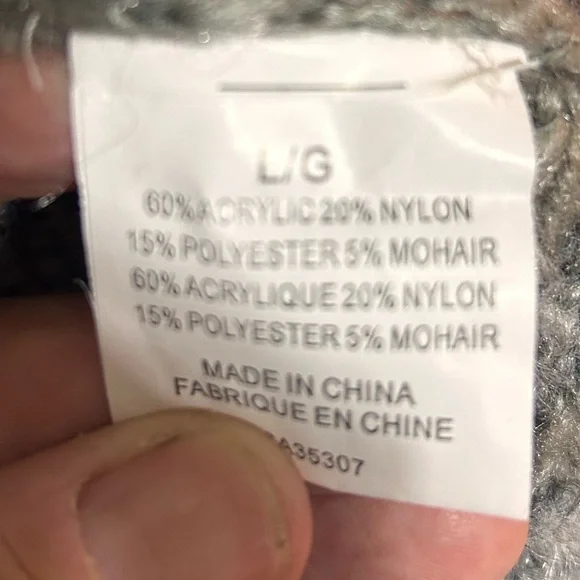 L/G
60% ACRYLIC 20% NYLON
15% POLYESTER 5% MOHAIR
60% ACRYLIQUE 20% NYLON
15% POLYESTER 5% MOHAIR
MADE IN CHINA
FABRIQUE EN CHINE
A35307